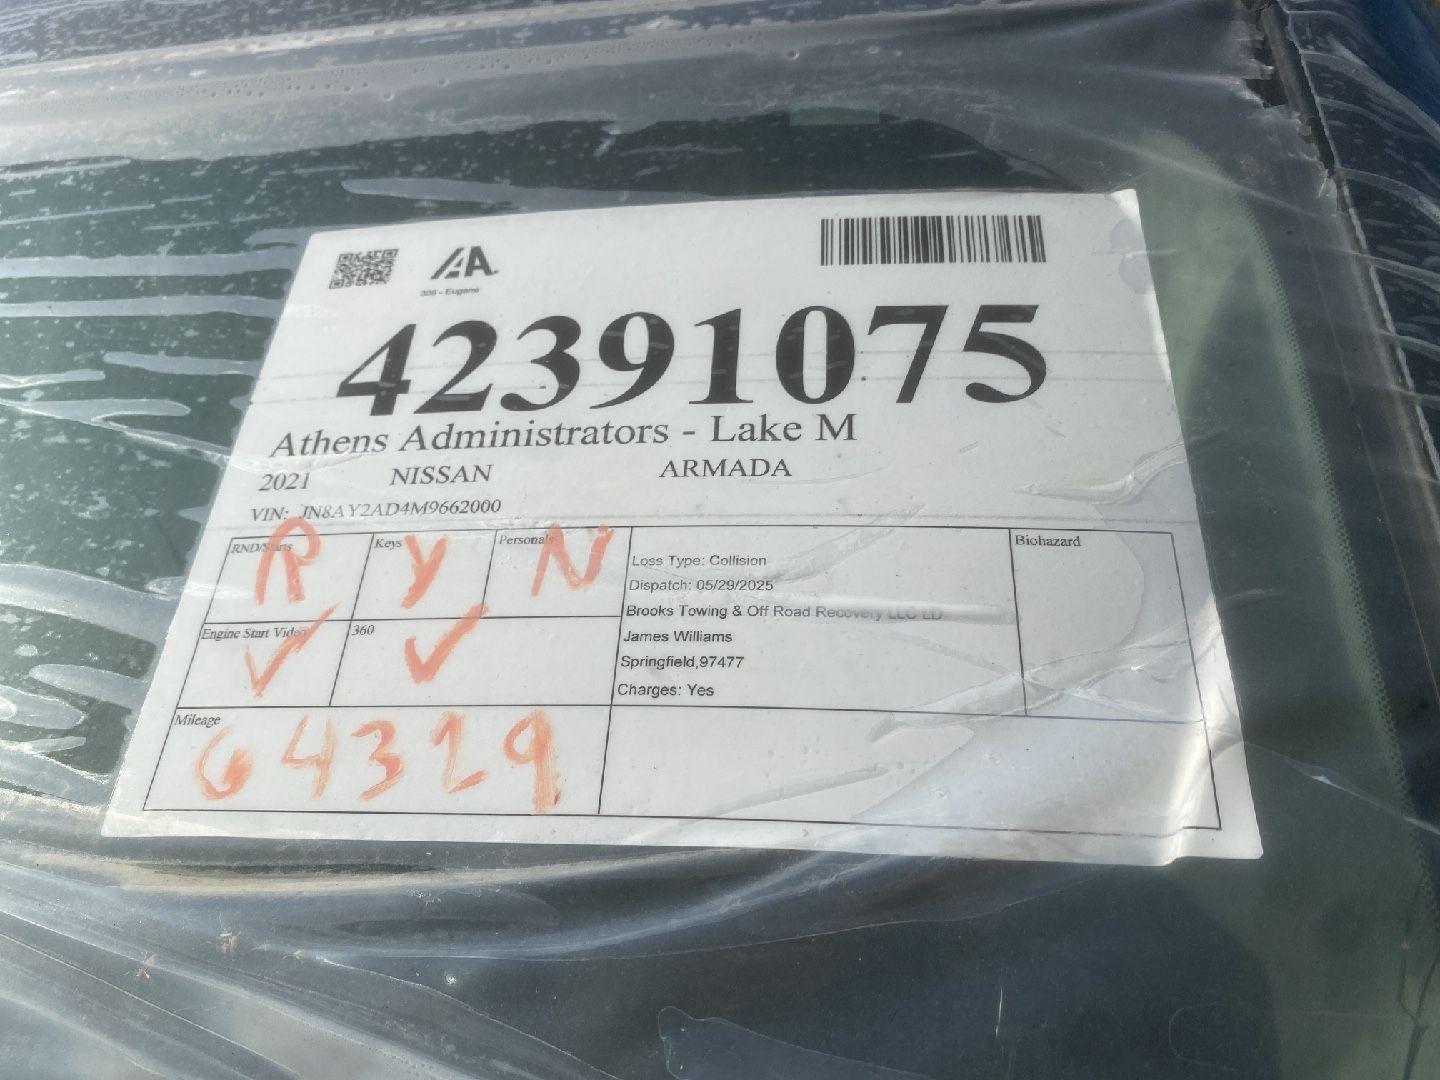 IAA
309 - Eugene
42391075
Athens Administrators - Lake M
2021 NISSAN ARMADA
VIN: JN8AY2AD4M9662000
RND/Starts Keys Personals Biohazard
R Y N
Loss Type: Collision
Dispatch: 05/29/2025
Brooks Towing & Off Road Recovery LLC LD
Engine Start Video 360
✓ ✓
James Williams
Springfield,97477
Charges: Yes
Mileage
64329